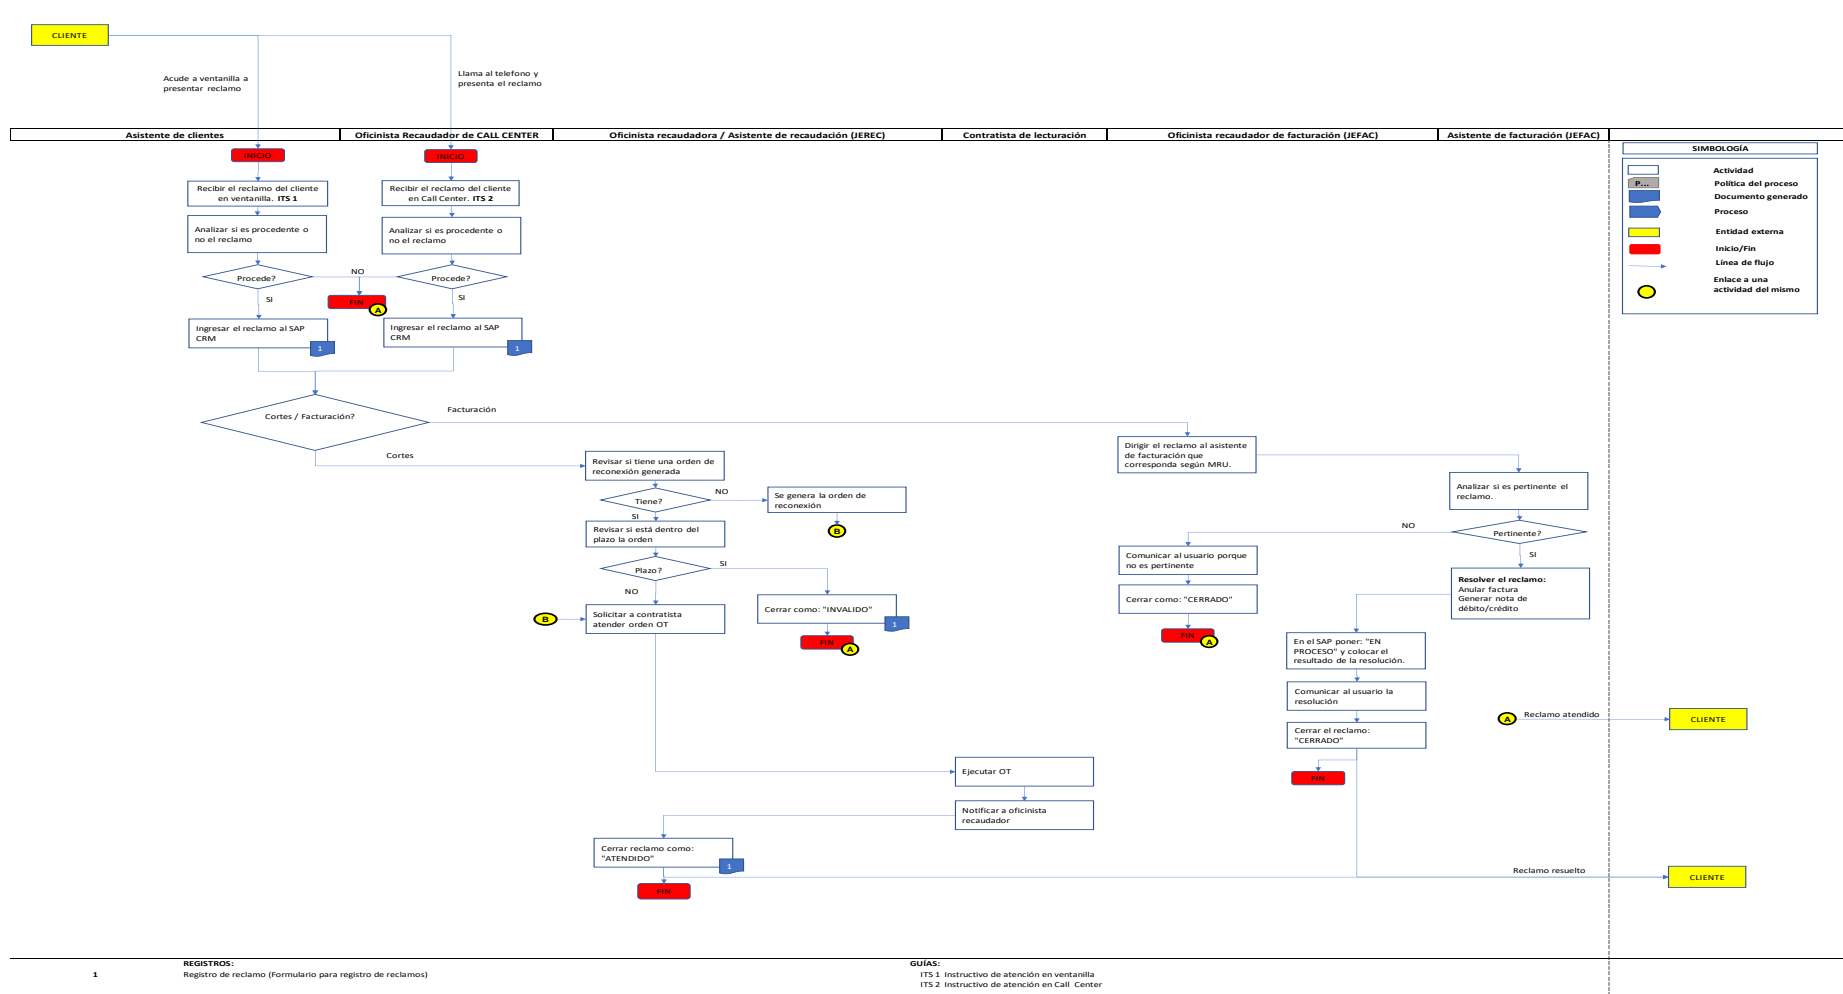 CLIENTE
Acude a ventanilla a
presentar reclamo
Llama al telefono y
presenta el reclamo
Asistente de clientes
Oficinista Recaudador de CALL CENTER
Oficinista recaudadora / Asistente de recaudación (JEREC)
Contratista de lecturación
Oficinista recaudador de facturación (JEFAC)
Asistente de facturación (JEFAC)
INICIO
INICIO
Recibir el reclamo del cliente
en ventanilla. ITS 1
Recibir el reclamo del cliente
en Call Center. ITS 2
Analizar si es procedente o
no el reclamo
Analizar si es procedente o
no el reclamo
Procede?
NO
Procede?
SI
FIN
A
SI
Ingresar el reclamo al SAP
CRM
1
Ingresar el reclamo al SAP
CRM
1
Cortes / Facturación?
Facturación
Cortes
Revisar si tiene una orden de
reconexión generada
Tiene?
NO
Se genera la orden de
reconexión
B
SI
Revisar si está dentro del
plazo la orden
Plazo?
SI
NO
Cerrar como: "INVALIDO"
1
FIN
A
B
Solicitar a contratista
atender orden OT
Dirigir el reclamo al asistente
de facturación que
corresponda según MRU.
Analizar si es pertinente el
reclamo.
Pertinente?
NO
SI
Comunicar al usuario porque
no es pertinente
Cerrar como: "CERRADO"
FIN
A
Resolver el reclamo:
Anular factura
Generar nota de
débito/crédito
En el SAP poner: "EN
PROCESO" y colocar el
resultado de la resolución.
Comunicar al usuario la
resolución
Cerrar el reclamo:
"CERRADO"
FIN
A
Reclamo atendido
CLIENTE
Ejecutar OT
Notificar a oficinista
recaudador
Cerrar reclamo como:
"ATENDIDO"
1
FIN
Reclamo resuelto
CLIENTE
SIMBOLOGÍA
Actividad
P...
Política del proceso
Documento generado
Proceso
Entidad externa
Inicio/Fin
Línea de flujo
Enlace a una
actividad del mismo
REGISTROS:
1
Registro de reclamo (Formulario para registro de reclamos)
GUÍAS:
ITS 1 Instructivo de atención en ventanilla
ITS 2 Instructivo de atención en Call Center